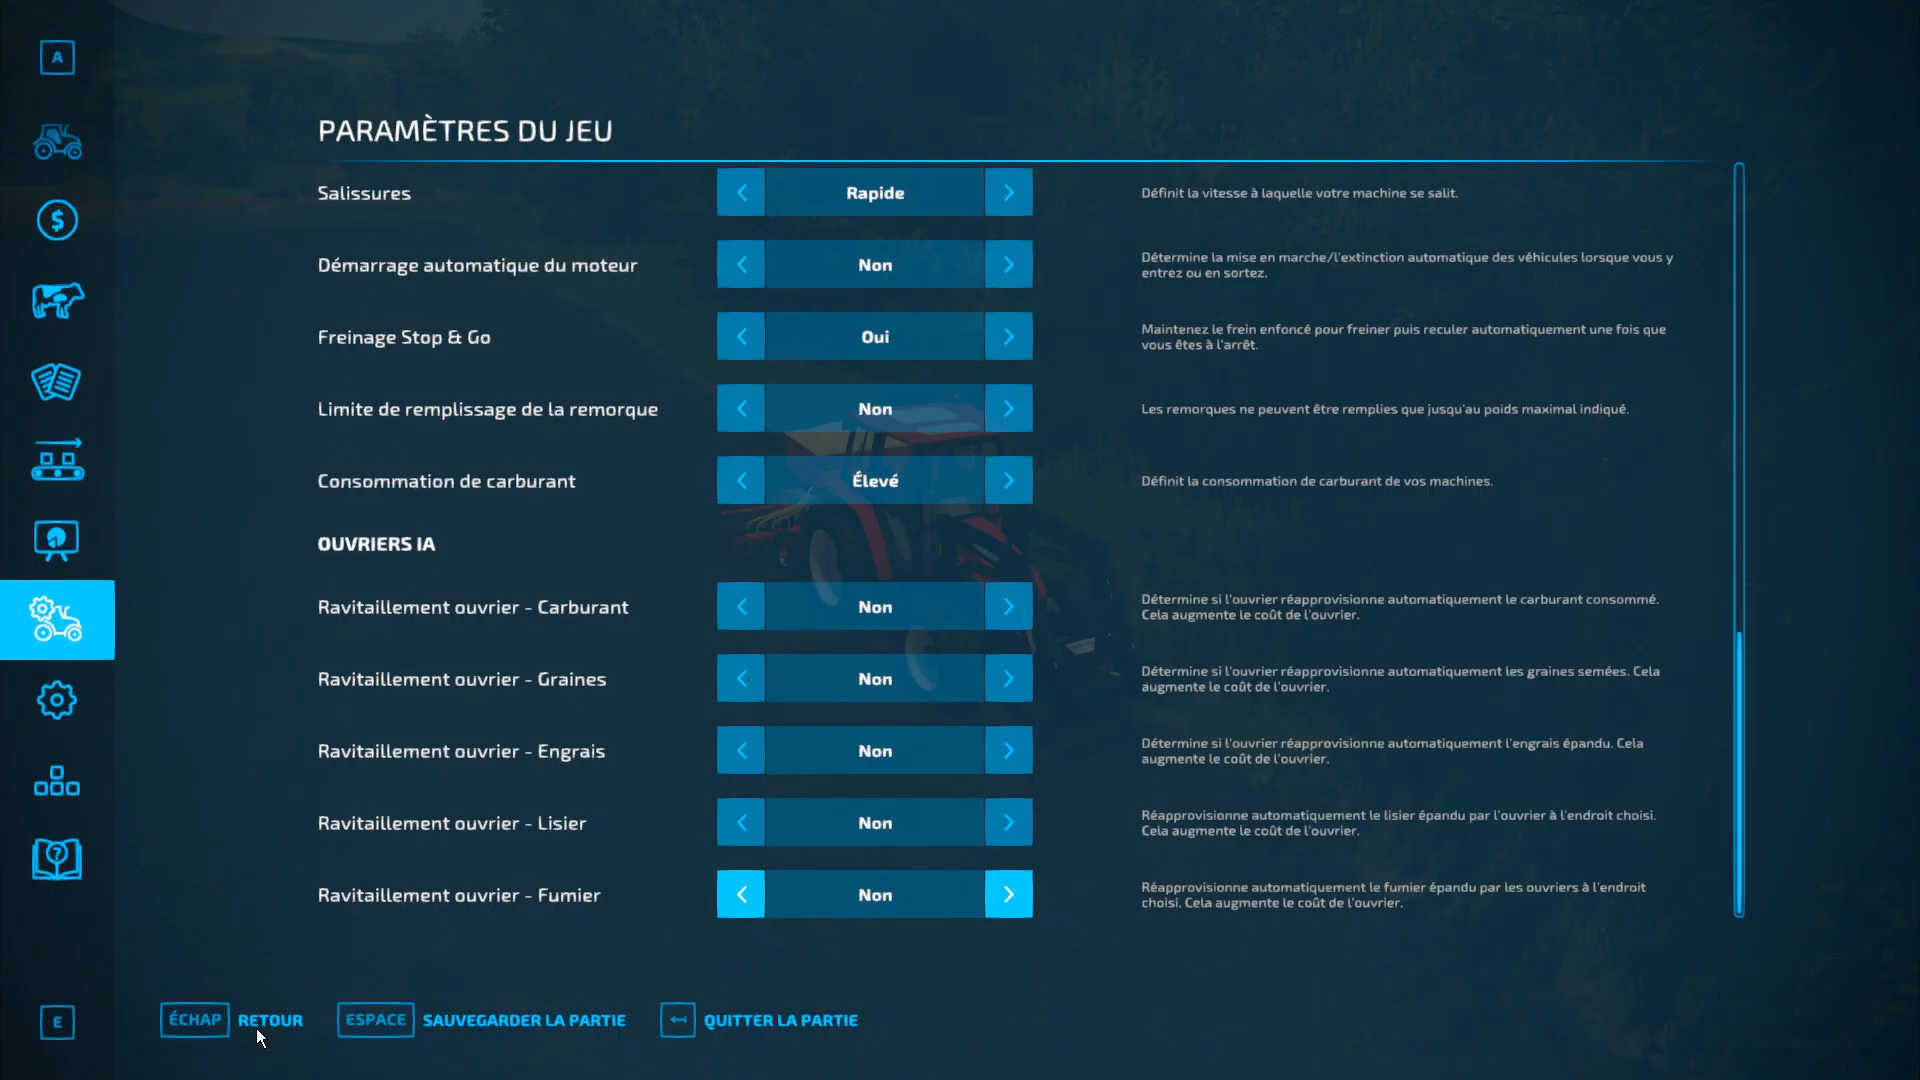 A
PARAMÈTRES DU JEU
Salissures
Rapide
Définit la vitesse à laquelle votre machine se salit.
Démarrage automatique du moteur
Non
Détermine la mise en marche/l'extinction automatique des véhicules lorsque vous y
entrez ou en sortez.
Freinage Stop & Go
Oui
Maintenez le frein enfoncé pour freiner puis reculer automatiquement une fois que
vous êtes à l'arrêt.
Limite de remplissage de la remorque
Non
Les remorques ne peuvent être remplies que jusqu'au poids maximal indiqué.
Consommation de carburant
Élevé
Définit la consommation de carburant de vos machines.
OUVRIERS IA
Ravitaillement ouvrier - Carburant
Non
Détermine si l'ouvrier réapprovisionne automatiquement le carburant consommé.
Cela augmente le coût de l'ouvrier.
Ravitaillement ouvrier - Graines
Non
Détermine si l'ouvrier réapprovisionne automatiquement les graines semées. Cela
augmente le coût de l'ouvrier.
Ravitaillement ouvrier - Engrais
Non
Détermine si l'ouvrier réapprovisionne automatiquement l'engrais épandu. Cela
augmente le coût de l'ouvrier.
Ravitaillement ouvrier - Lisier
Non
Réapprovisionne automatiquement le lisier épandu par l'ouvrier à l'endroit choisi.
Cela augmente le coût de l'ouvrier.
Ravitaillement ouvrier - Fumier
Non
Réapprovisionne automatiquement le fumier épandu par les ouvriers à l'endroit
choisi. Cela augmente le coût de l'ouvrier.
E
ÉCHAP RETOUR ESPACE SAUVEGARDER LA PARTIE QUITTER LA PARTIE